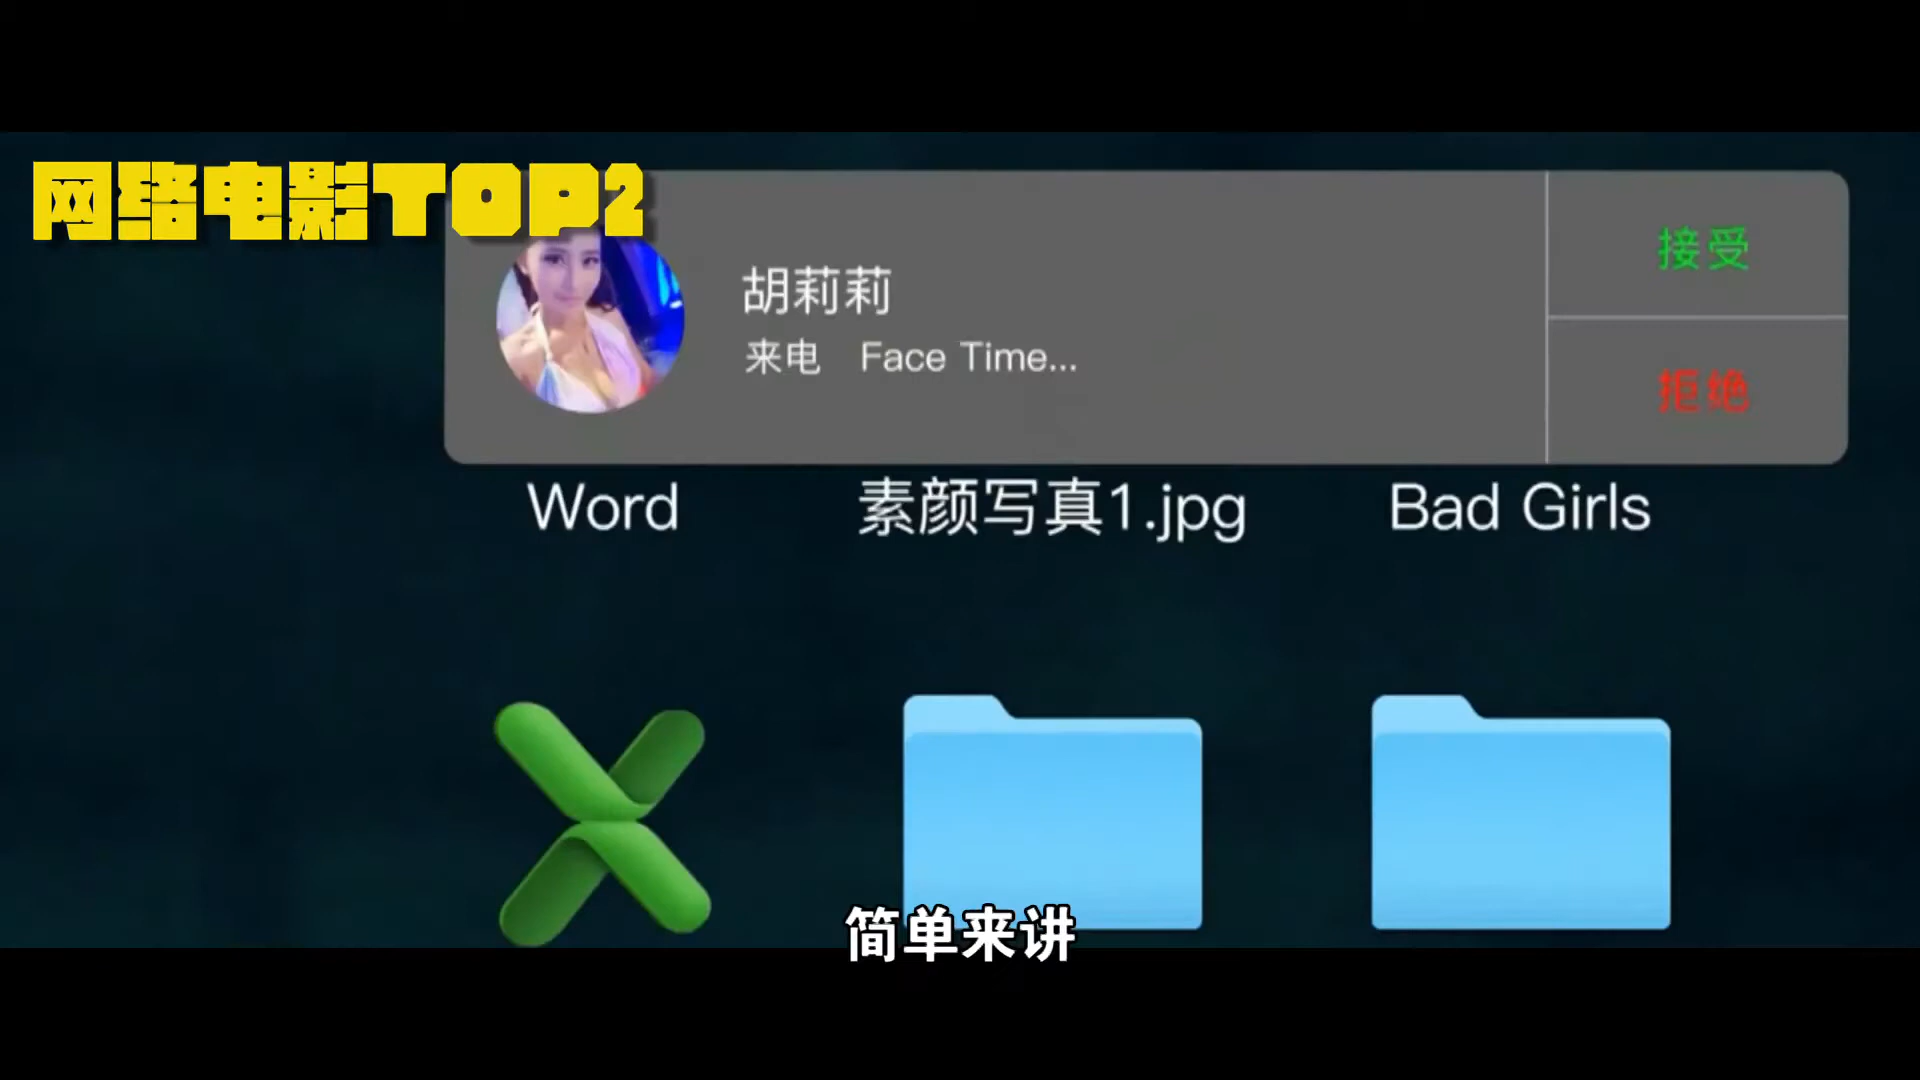 网络电影TOP2
胡莉莉
接受
来电 Face Time...
拒绝
Word 素颜写真1.jpg Bad Girls
简单来讲